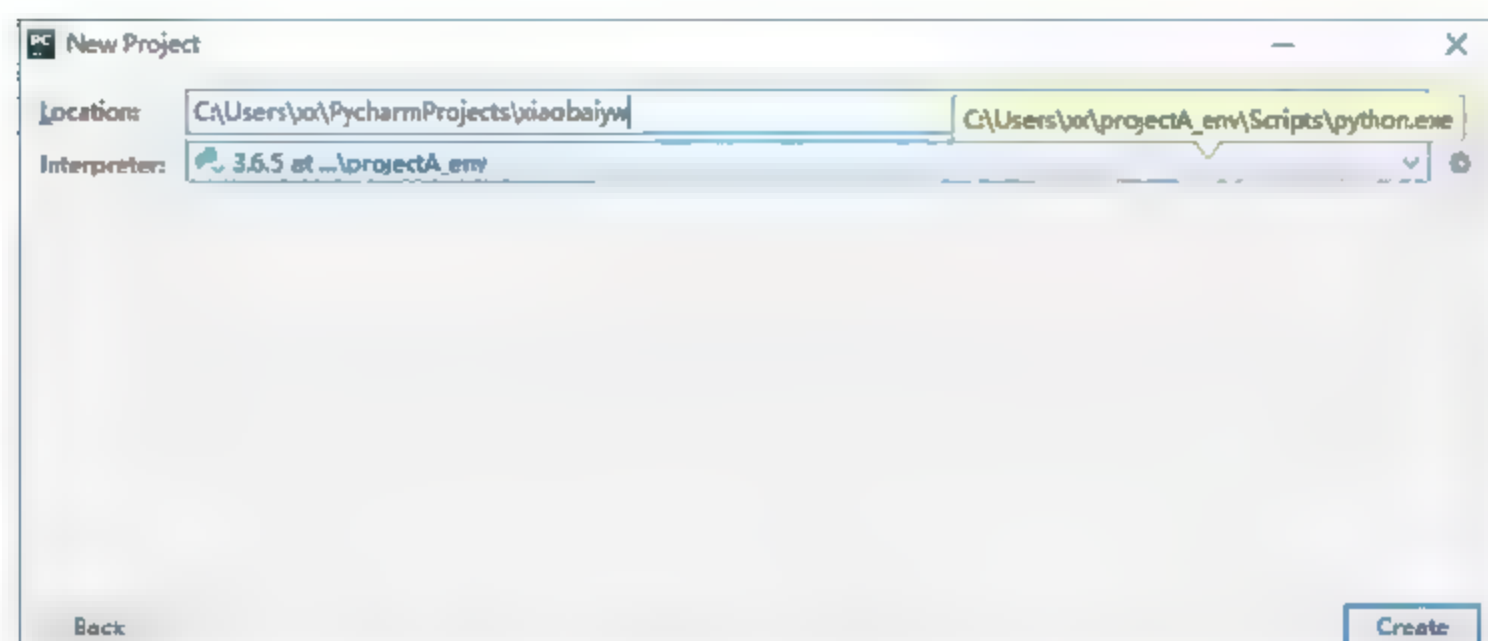 PC New Project
Location: C:\Users\xx\PycharmProjects\xiaobaiyw
C:\Users\xx\projectA_env\Scripts\python.exe
Interpreter: 3.6.5 at ...\projectA_env
Back
Create